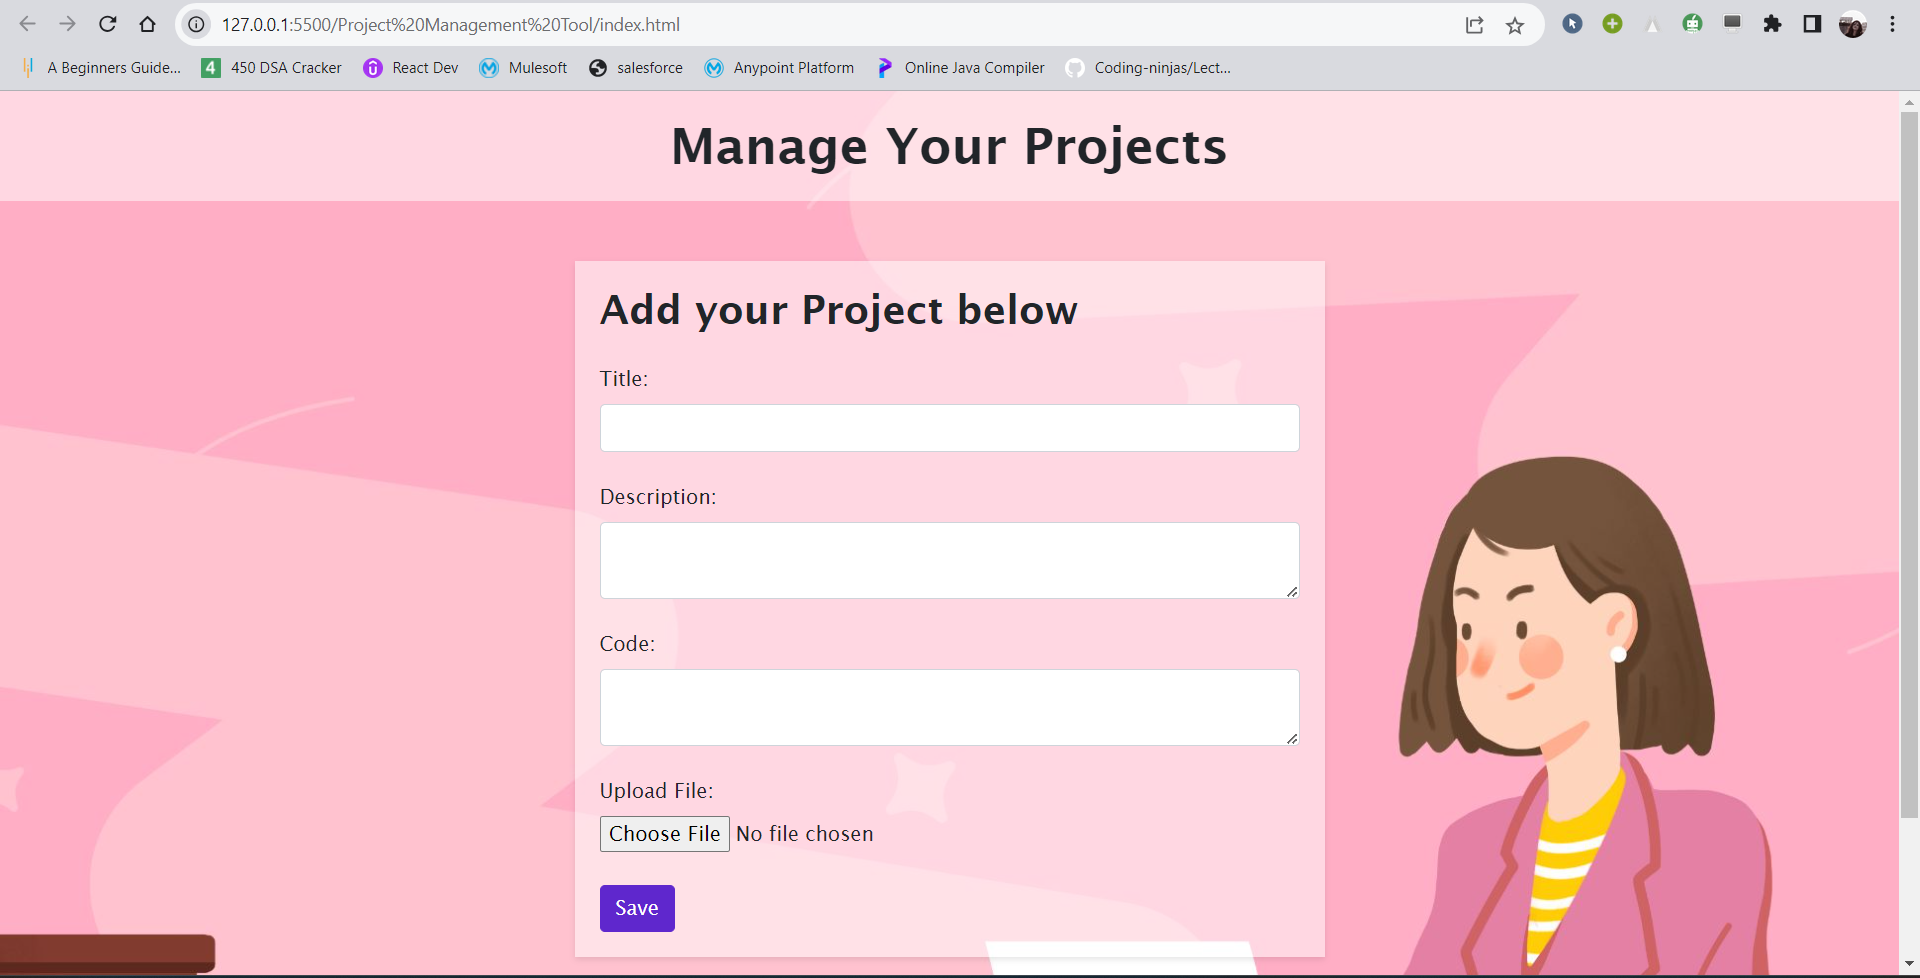 127.0.0.1:5500/Project%20Management%20Tool/index.html
A Beginners Guide... 4 450 DSA Cracker React Dev Mulesoft salesforce Anypoint Platform Online Java Compiler Coding-ninjas/Lect...
Manage Your Projects
Add your Project below
Title:
Description:
Code:
Upload File:
Choose File No file chosen
Save